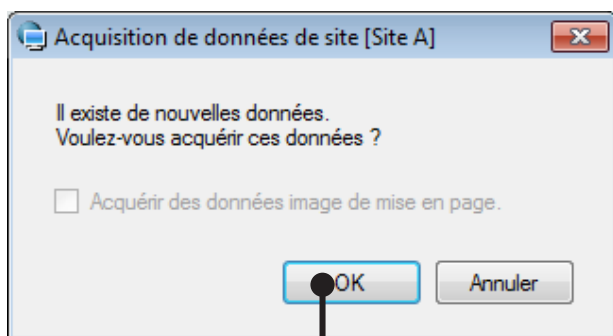 Acquisition de données de site [Site A]
Il existe de nouvelles données.
Voulez-vous acquérir ces données ?
Acquérir des données image de mise en page.
OK
Annuler